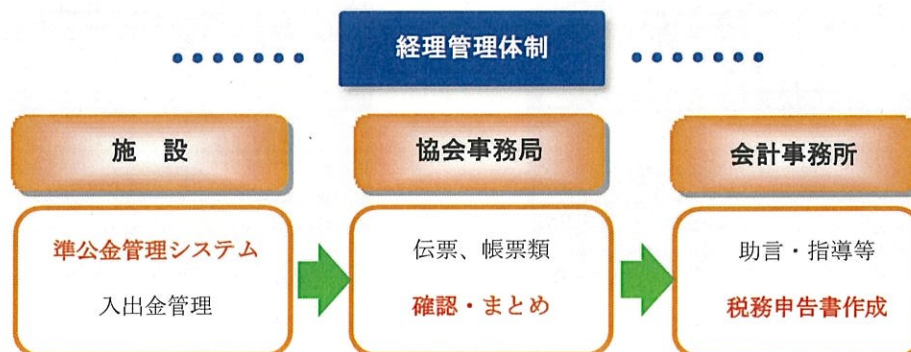 経理管理体制
施　設
準公金管理システム
入出金管理
協会事務局
伝票、帳票類
確認・まとめ
会計事務所
助言・指導等
税務申告書作成